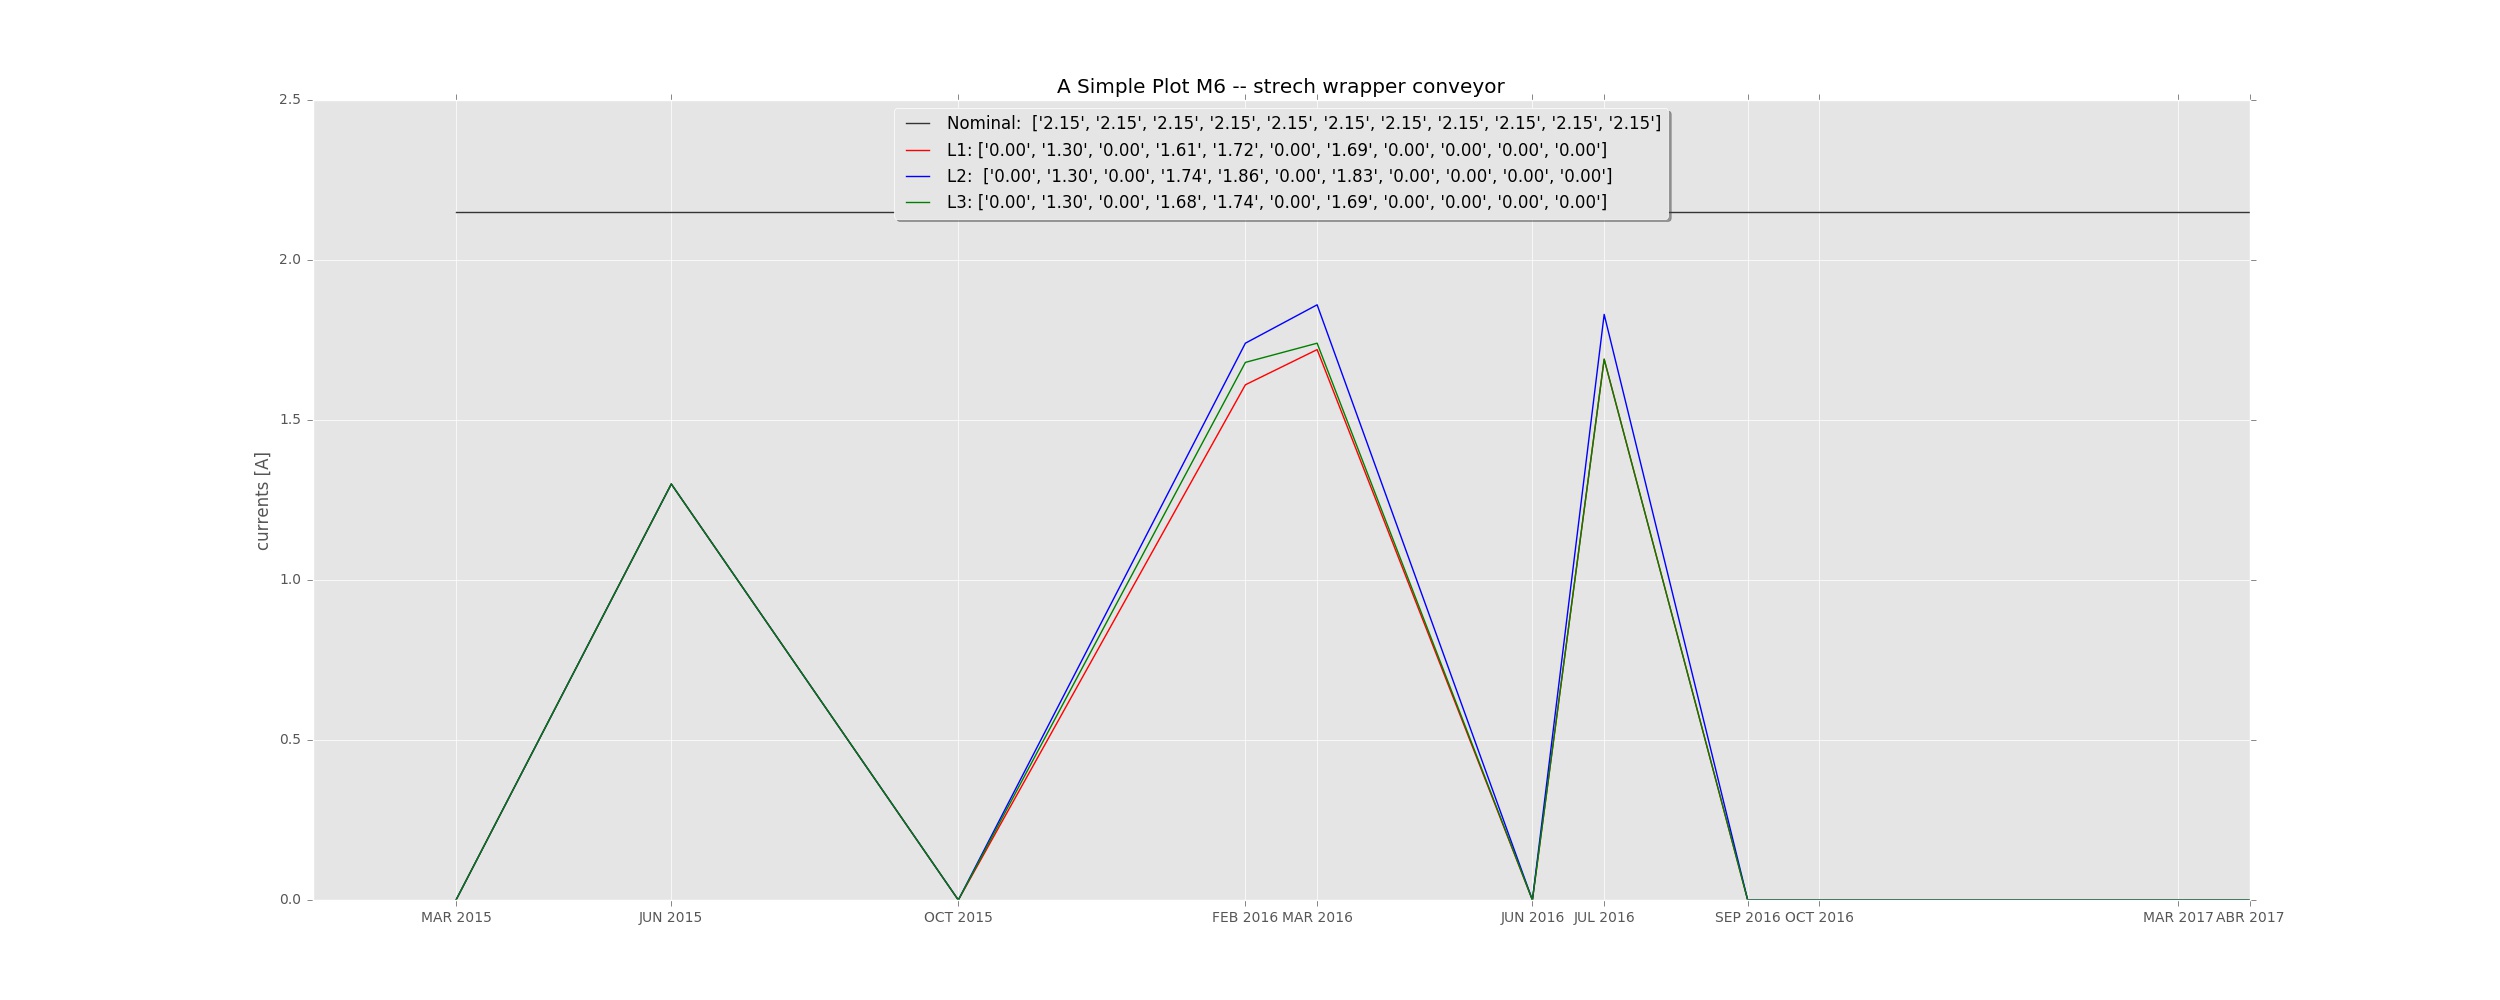 A Simple Plot M6 -- strech wrapper conveyor
2.5
Nominal:  ['2.15', '2.15', '2.15', '2.15', '2.15', '2.15', '2.15', '2.15', '2.15', '2.15', '2.15']
L1: ['0.00', '1.30', '0.00', '1.61', '1.72', '0.00', '1.69', '0.00', '0.00', '0.00', '0.00']
L2:  ['0.00', '1.30', '0.00', '1.74', '1.86', '0.00', '1.83', '0.00', '0.00', '0.00', '0.00']
L3: ['0.00', '1.30', '0.00', '1.68', '1.74', '0.00', '1.69', '0.00', '0.00', '0.00', '0.00']
2.0
1.5
currents [A]
1.0
0.5
0.0
MAR 2015 JUN 2015 OCT 2015 FEB 2016 MAR 2016 JUN 2016 JUL 2016 SEP 2016 OCT 2016 MAR 2017 ABR 2017